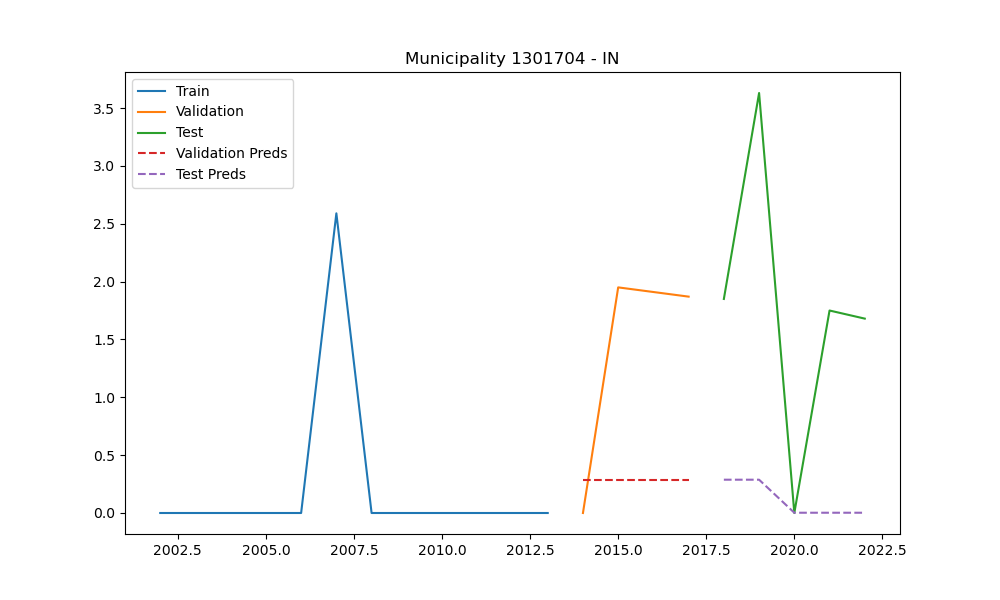 Municipality 1301704 - IN
Train
Validation
Test
Validation Preds
Test Preds
3.5
3.0
2.5
2.0
1.5
1.0
0.5
0.0
2002.5 2005.0 2007.5 2010.0 2012.5 2015.0 2017.5 2020.0 2022.5